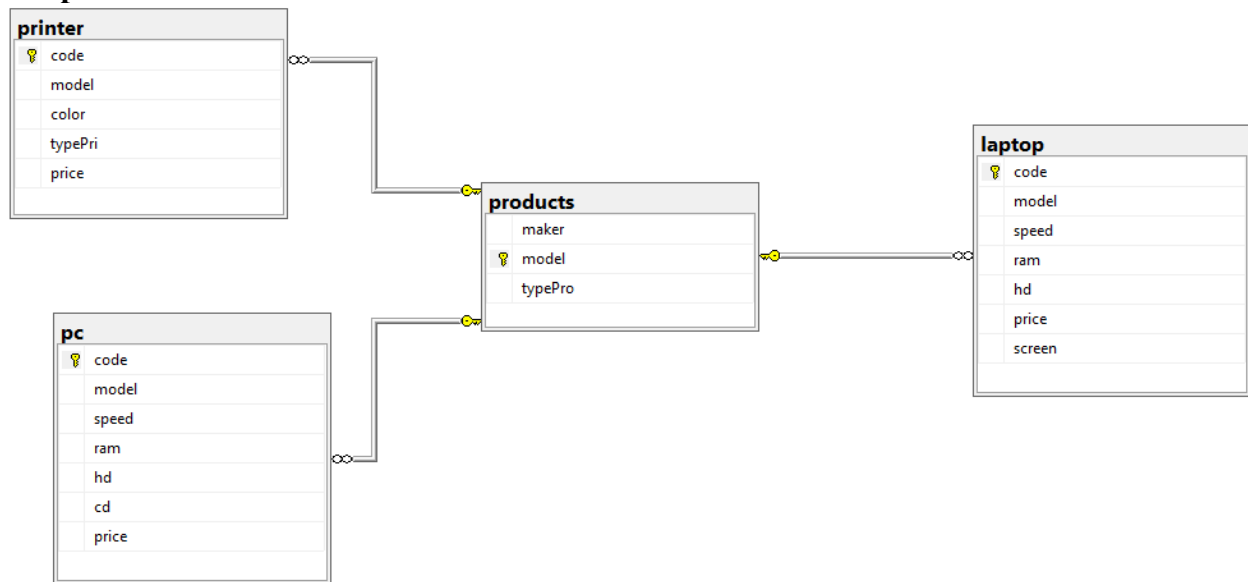 printer
code
model
color
typePri
price
products
maker
model
typePro
laptop
code
model
speed
ram
hd
price
screen
pc
code
model
speed
ram
hd
cd
price